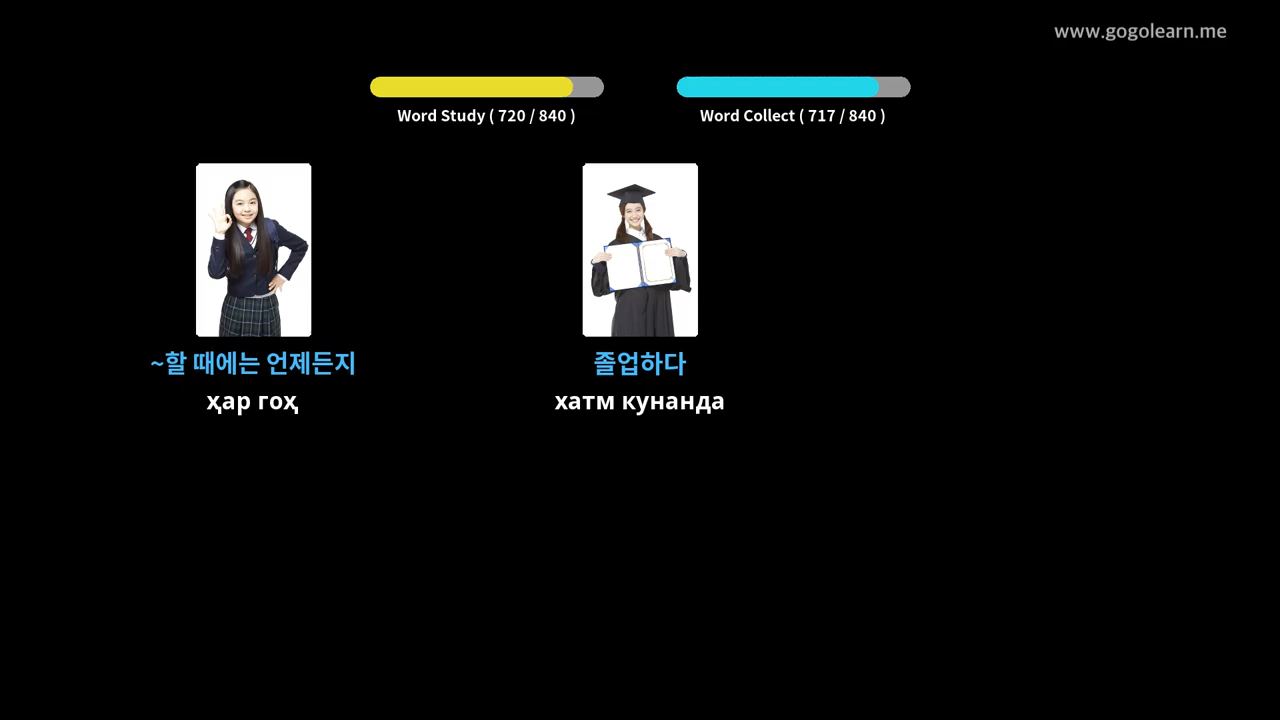 www.gogolearn.me
Word Study ( 720 / 840 )
Word Collect ( 717 / 840 )
~할 때에는 언제든지
ҳар гоҳ
졸업하다
хатм кунанда